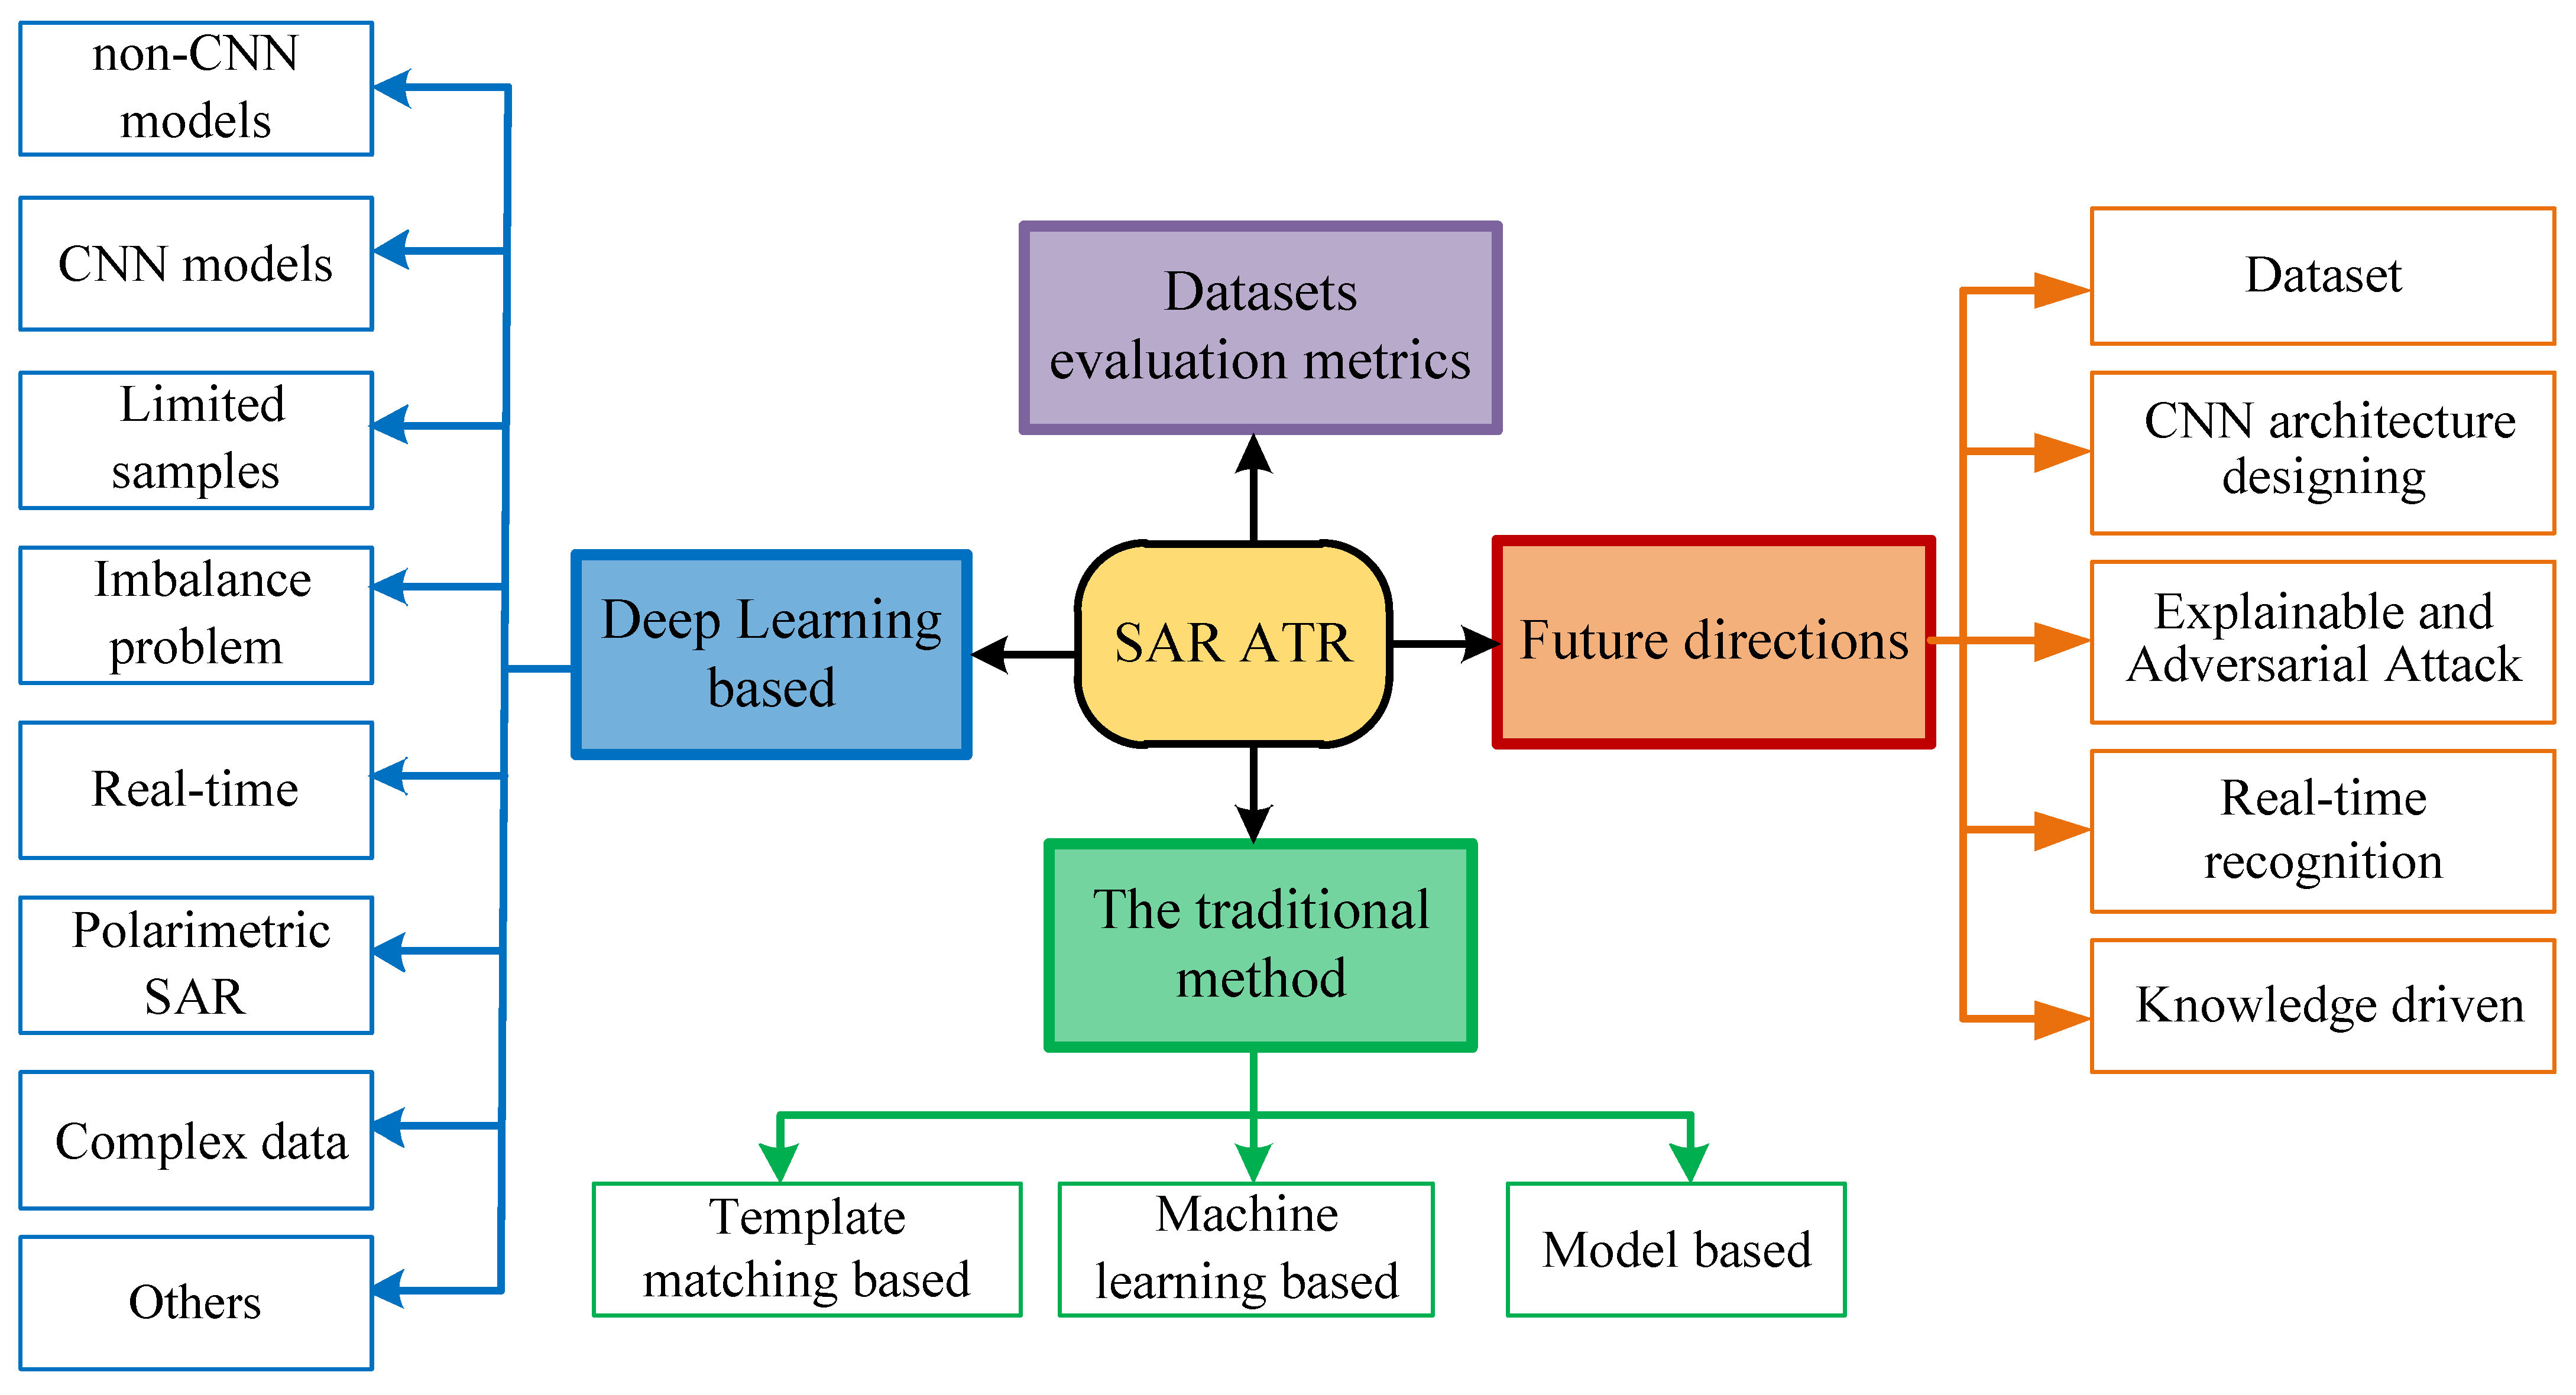 non-CNN
models
CNN models
Limited
samples
Imbalance
problem
Real-time
Polarimetric
SAR
Complex data
Others
Deep Learning
based
Datasets
evaluation metrics
SAR ATR
The traditional
method
Template
matching based
Machine
learning based
Model based
Future directions
Dataset
CNN architecture
designing
Explainable and
Adversarial Attack
Real-time
recognition
Knowledge driven